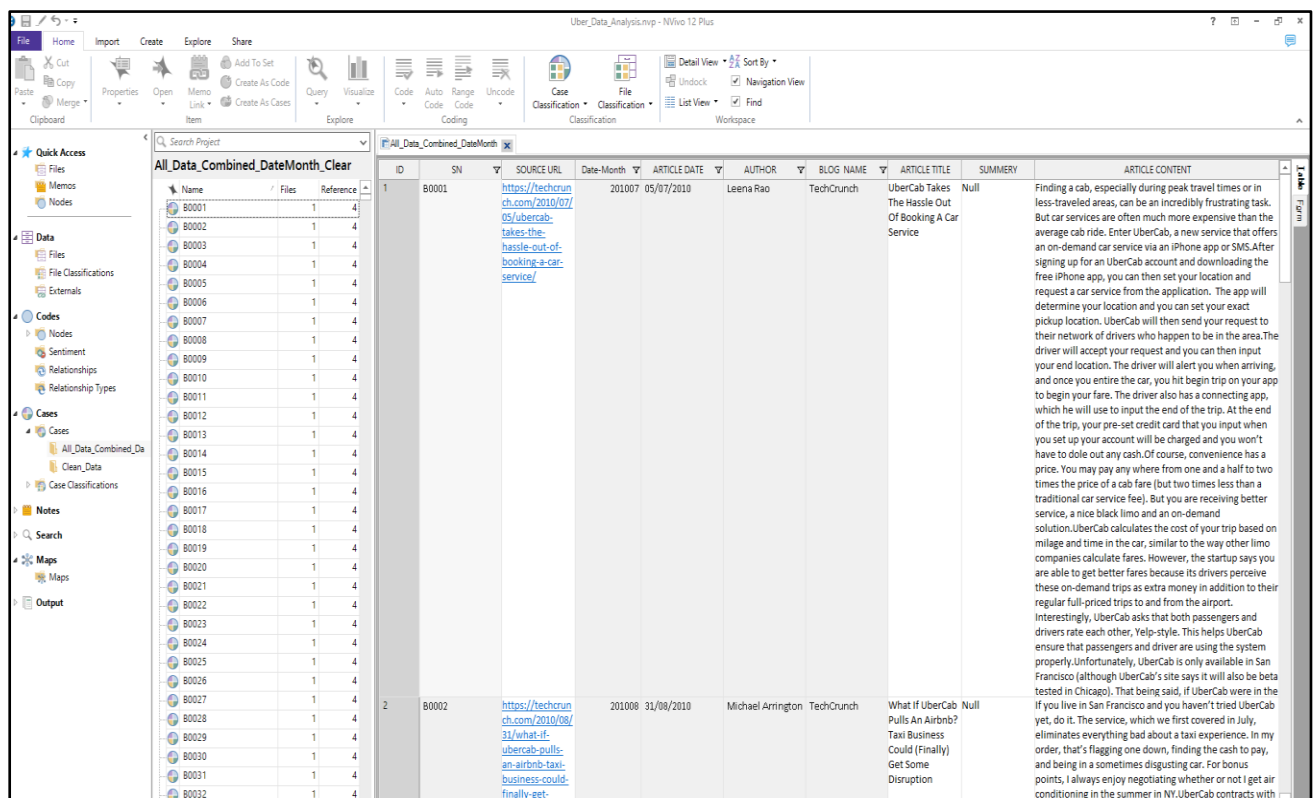 Uber_Data_Analysis.nvp - NVivo 12 Plus
File Home Import Create Explore Share
Paste
Cut
Copy
Merge
Clipboard
Properties
Open
Memo Link
Add To Set
Create As Code
Create As Cases
Item
Query
Visualize
Explore
Code
Auto Code
Range Code
Uncode
Coding
Case Classification
File Classification
Classification
Detail View
Sort By
Undock
Navigation View
List View
Find
Workspace
Quick Access
Files
Memos
Nodes
Data
Files
File Classifications
Externals
Codes
Nodes
Sentiment
Relationships
Relationship Types
Cases
Cases
All_Data_Combined_Da
Clean_Data
Case Classifications
Notes
Search
Maps
Maps
Output
Search Project
All_Data_Combined_DateMonth_Clear
Name Files Reference
B0001 1 4
B0002 1 4
B0003 1 4
B0004 1 4
B0005 1 4
B0006 1 4
B0007 1 4
B0008 1 4
B0009 1 4
B0010 1 4
B0011 1 4
B0012 1 4
B0013 1 4
B0014 1 4
B0015 1 4
B0016 1 4
B0017 1 4
B0018 1 4
B0019 1 4
B0020 1 4
B0021 1 4
B0022 1 4
B0023 1 4
B0024 1 4
B0025 1 4
B0026 1 4
B0027 1 4
B0028 1 4
B0029 1 4
B0030 1 4
B0031 1 4
B0032 1 4
All_Data_Combined_DateMonth
ID SN SOURCE URL Date-Month ARTICLE DATE AUTHOR BLOG NAME ARTICLE TITLE SUMMERY ARTICLE CONTENT
1
B0001
https://techcrun
ch.com/2010/07/
05/ubercab-
takes-the-
hassle-out-of-
booking-a-car-
service/
201007
05/07/2010
Leena Rao
TechCrunch
UberCab Takes
The Hassle Out
Of Booking A Car
Service
Null
Finding a cab, especially during peak travel times or in
less-traveled areas, can be an incredibly frustrating task.
But car services are often much more expensive than the
average cab ride. Enter UberCab, a new service that offers
an on-demand car service via an iPhone app or SMS.After
signing up for an UberCab account and downloading the
free iPhone app, you can then set your location and
request a car service from the application. The app will
determine your location and you can set your exact
pickup location. UberCab will then send your request to
their network of drivers who happen to be in the area.The
driver will accept your request and you can then input
your end location. The driver will alert you when arriving,
and once you entire the car, you hit begin trip on your app
to begin your fare. The driver also has a connecting app,
which he will use to input the end of the trip. At the end
of the trip, your pre-set credit card that you input when
you set up your account will be charged and you won't
have to dole out any cash.Of course, convenience has a
price. You may pay any where from one and a half to two
times the price of a cab fare (but two times less than a
traditional car service fee). But you are receiving better
service, a nice black limo and an on-demand
solution.UberCab calculates the cost of your trip based on
milage and time in the car, similar to the way other limo
companies calculate fares. However, the startup says you
are able to get better fares because its drivers perceive
these on-demand trips as extra money in addition to their
regular full-priced trips to and from the airport.
Interestingly, UberCab asks that both passengers and
drivers rate each other, Yelp-style. This helps UberCab
ensure that passengers and driver are using the system
properly.Unfortunately, UberCab is only available in San
Francisco (although UberCab's site says it will also be beta
tested in Chicago). That being said, if UberCab were in the
2
B0002
https://techcrun
ch.com/2010/08/
31/what-if-
ubercab-pulls-
an-airbnb-taxi-
business-could-
finally-get-
201008
31/08/2010
Michael Arrington
TechCrunch
What If UberCab
Pulls An Airbnb?
Taxi Business
Could (Finally)
Get Some
Disruption
Null
If you live in San Francisco and you haven't tried UberCab
yet, do it. The service, which we first covered in July,
eliminates everything bad about a taxi experience. In my
order, that's flagging one down, finding the cash to pay,
and being in a sometimes disgusting car. For bonus
points, I always enjoy negotiating whether or not I get air
conditioning in the summer in NY.UberCab contracts with
Table
Form